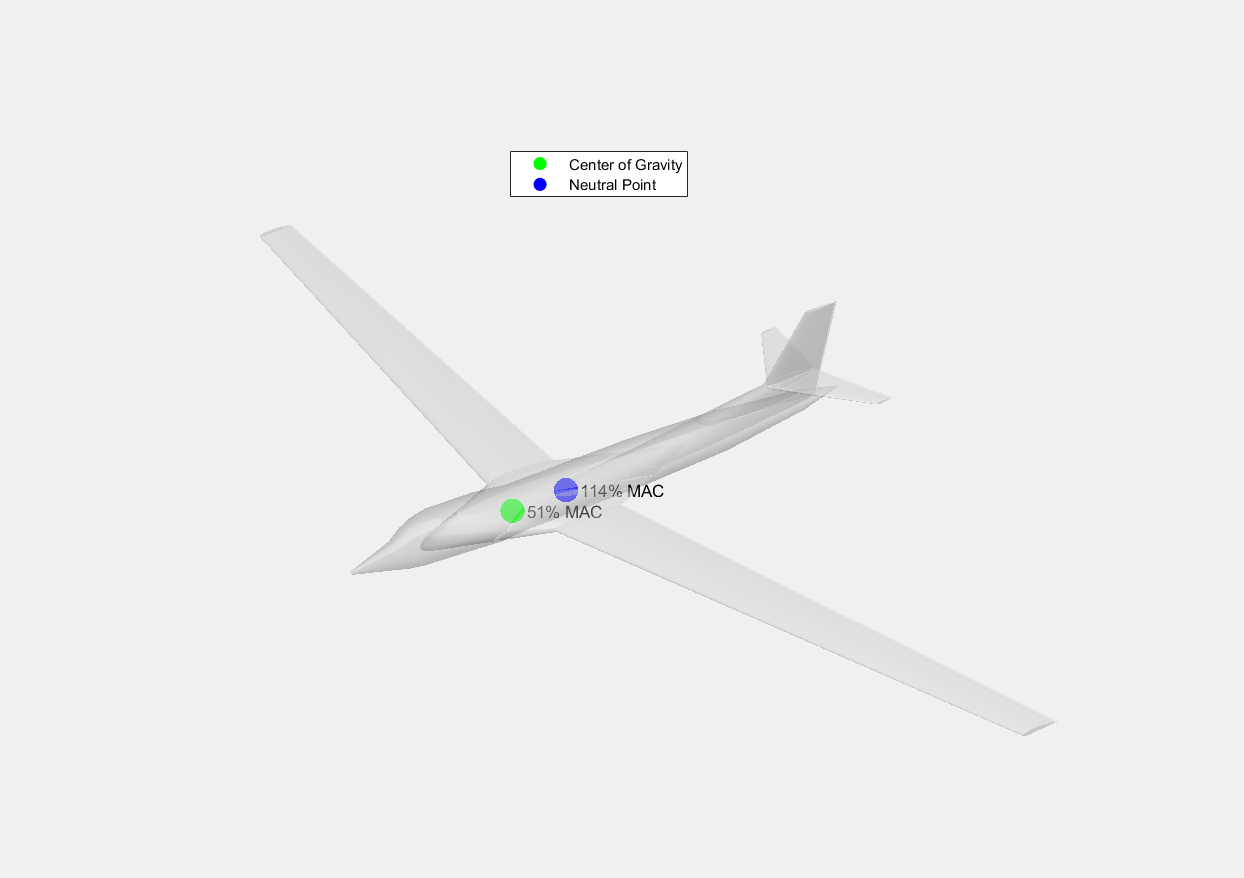 Center of Gravity
Neutral Point
114% MAC
51% MAC